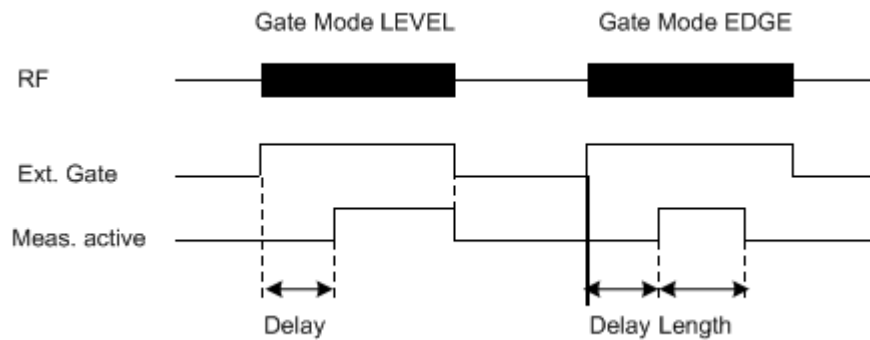 Gate Mode LEVEL Gate Mode EDGE
RF
Ext. Gate
Meas. active
Delay Delay Length